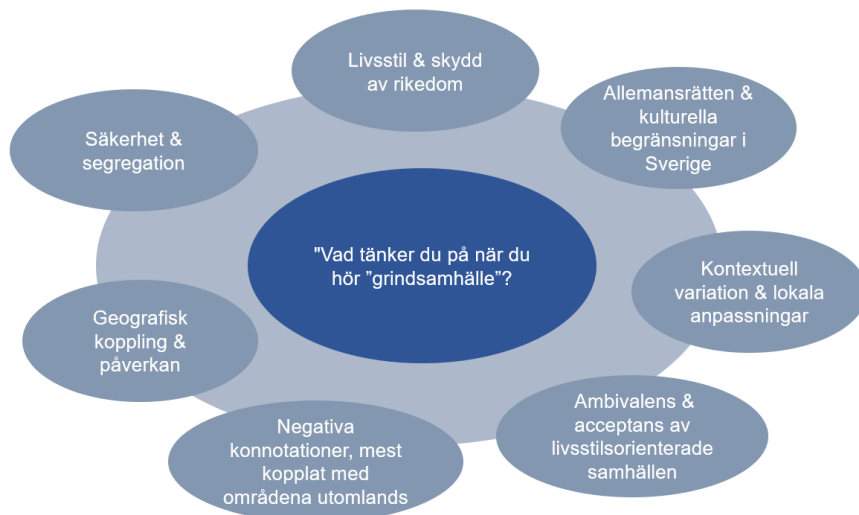 Livsstil & skydd
av rikedom
Allemansrätten &
kulturella
begränsningar i
Sverige
Säkerhet &
segregation
"Vad tänker du på när du
hör ”grindsamhälle”?
Kontextuell
variation & lokala
anpassningar
Geografisk
koppling &
påverkan
Ambivalens &
acceptans av
livsstilsorienterade
samhällen
Negativa
konnotationer, mest
kopplat med
områdena utomlands